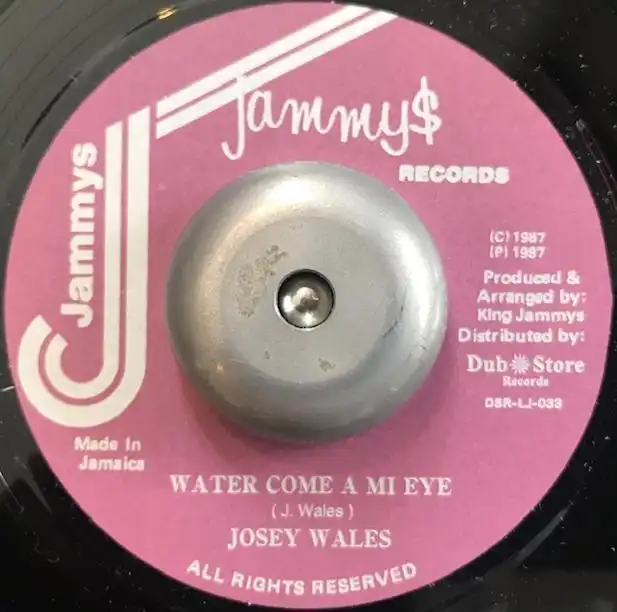 Jammy$
RECORDS
Jammys
(C) 1987
(P) 1987
Produced &
Arranged by:
King Jammys
Distributed by:
Dub Store
Records
DSR-LJ-033
Made In
Jamaica
WATER COME A MI EYE
( J. Wales )
JOSEY WALES
ALL RIGHTS RESERVED